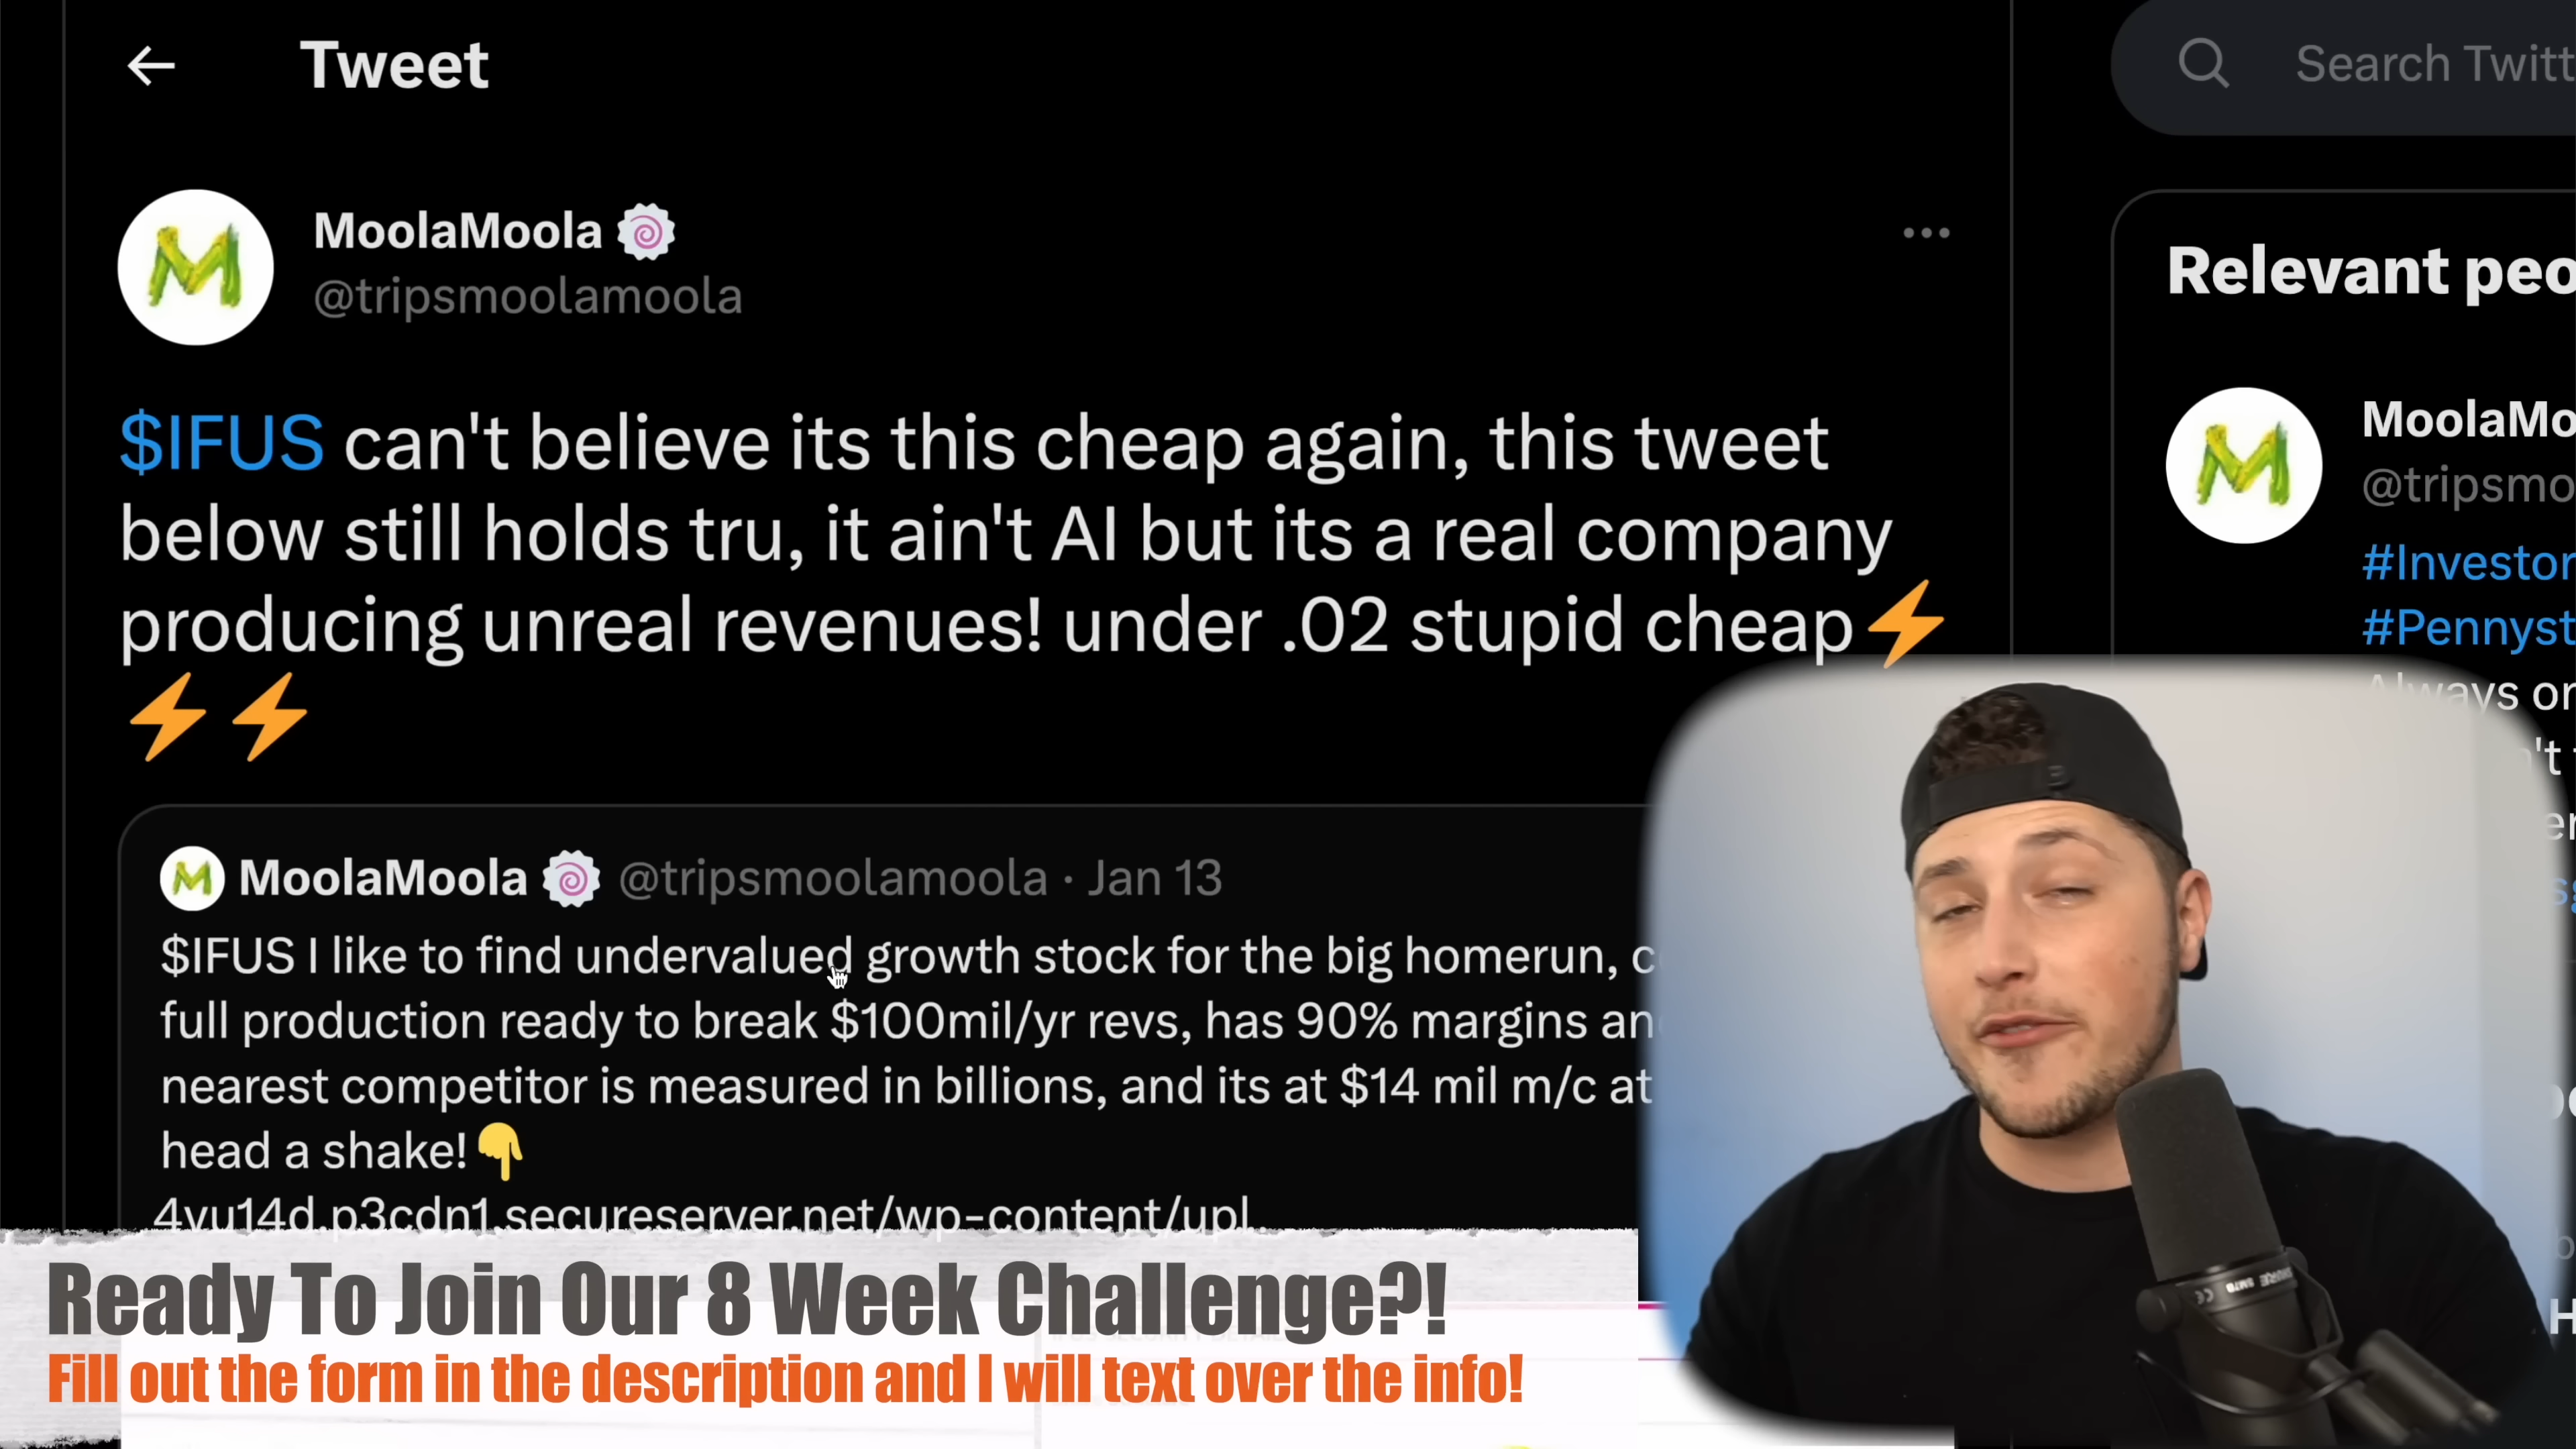 Tweet
Search Twitt
MoolaMoola
@tripsmoolamoola
$IFUS can't believe its this cheap again, this tweet
below still holds tru, it ain't AI but its a real company
producing unreal revenues! under .02 stupid cheap⚡
⚡⚡
MoolaMoola @tripsmoolamoola · Jan 13
$IFUS I like to find undervalued growth stock for the big homerun,
full production ready to break $100mil/yr revs, has 90% margins
nearest competitor is measured in billions, and its at $14 mil m/c at
head a shake!👇
4yu14d.p3cdn1.secureserver.net/wp-content/upl
Relevant peo
MoolaMo
@tripsmo
#Investor
#Pennyst
Always or
Ready To Join Our 8 Week Challenge?!
Fill out the form in the description and I will text over the info!
SHURE SM7B